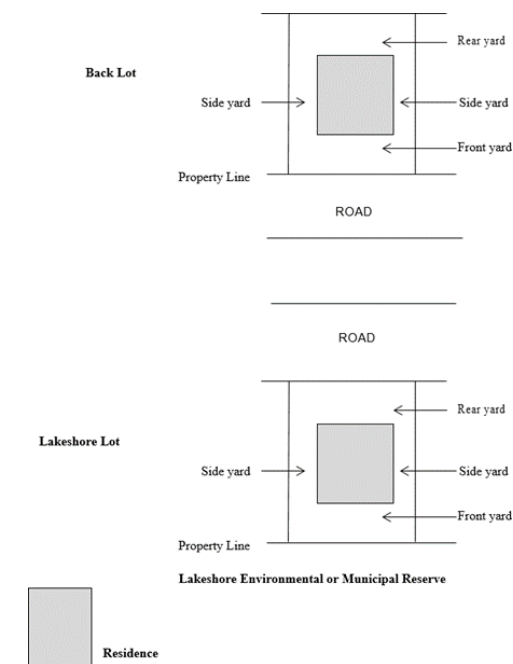 Rear yard
Back Lot
Side yard
Side yard
Front yard
Property Line
ROAD
ROAD
Rear yard
Lakeshore Lot
Side yard
Side yard
Front yard
Property Line
Lakeshore Environmental or Municipal Reserve
Residence